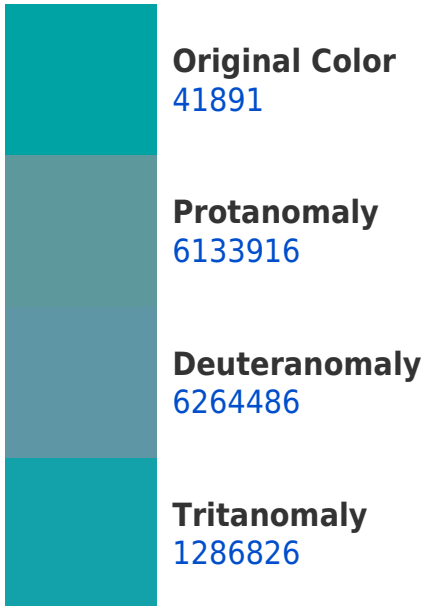 Original Color
41891
Protanomaly
6133916
Deuteranomaly
6264486
Tritanomaly
1286826